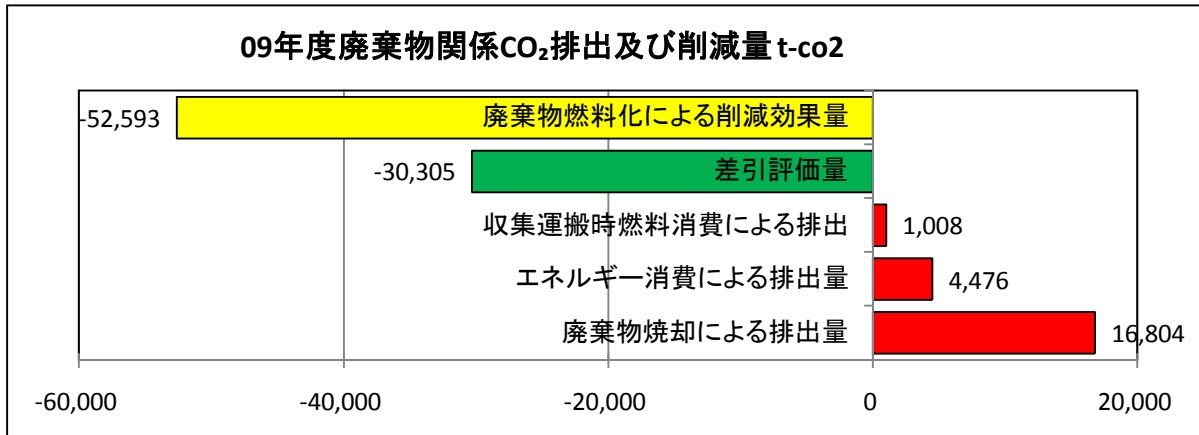 09年度廃棄物関係CO₂排出及び削減量 t-co2
-52,593 廃棄物燃料化による削減効果量
-30,305 差引評価量
収集運搬時燃料消費による排出 1,008
エネルギー消費による排出量 4,476
廃棄物焼却による排出量 16,804
-60,000 -40,000 -20,000 0 20,000